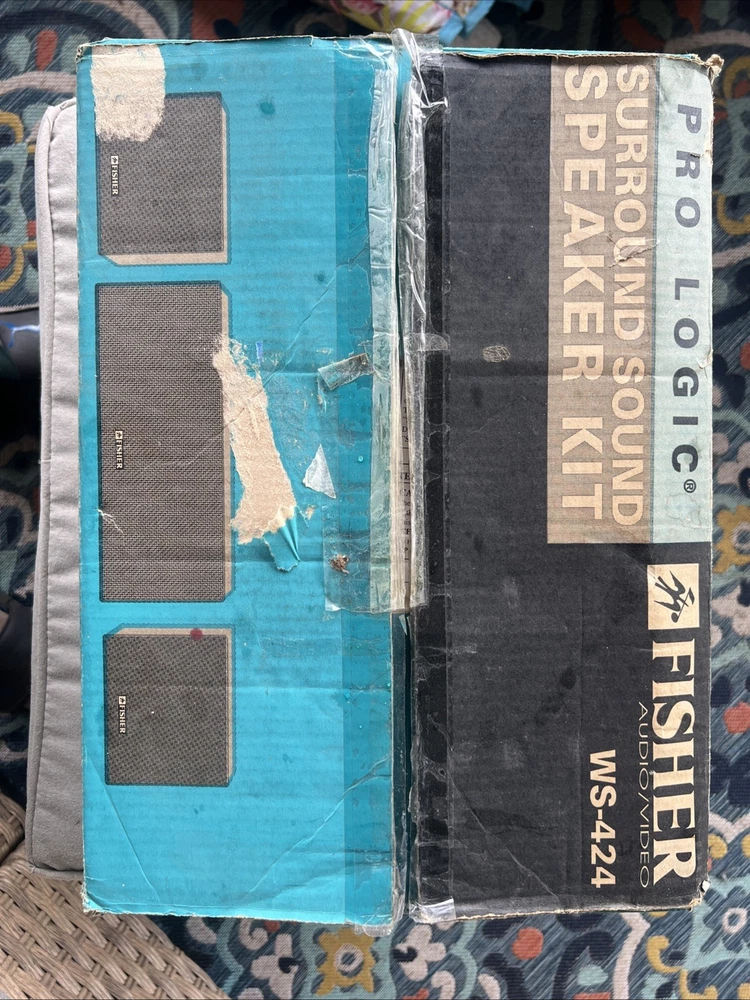 PRO LOGIC®
SURROUND SOUND
SPEAKER KIT
FISHER
AUDIO/VIDEO
WS-424
FISHER
FISHER
FISHER